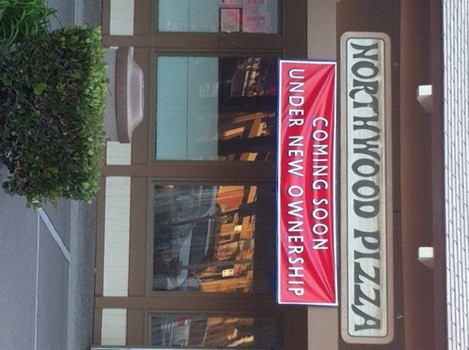 NORTHWOOD PIZZA
COMING SOON
UNDER NEW OWNERSHIP